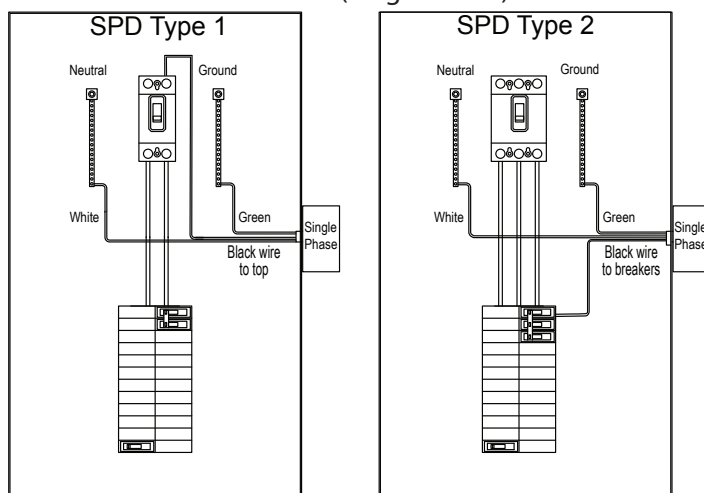 SPD Type 1
Neutral
Ground
White
Green
Black wire
to top
Single
Phase
SPD Type 2
Neutral
Ground
White
Green
Black wire
to breakers
Single
Phase